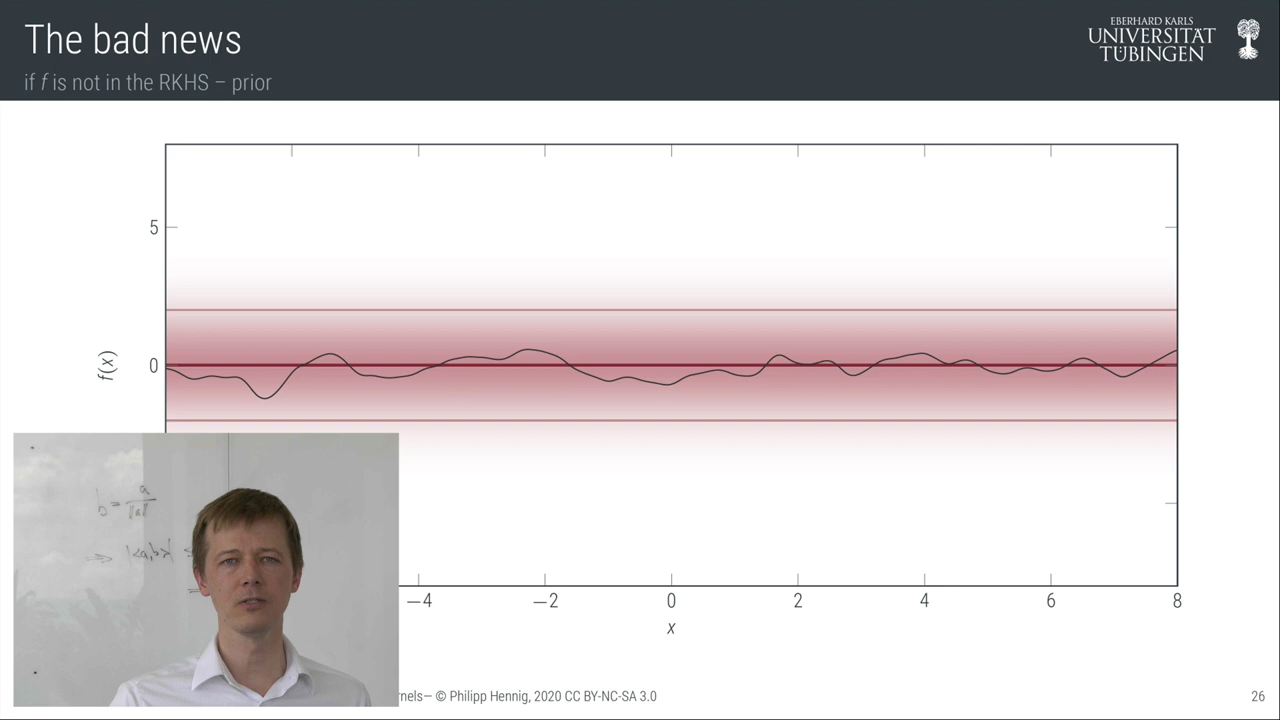 The bad news
if f is not in the RKHS – prior
EBERHARD KARLS
UNIVERSITÄT
TÜBINGEN
5
0
f(x)
b = a
||a||
−4 −2 0 2 4 6 8
x
nels— © Philipp Hennig, 2020 CC BY-NC-SA 3.0
26